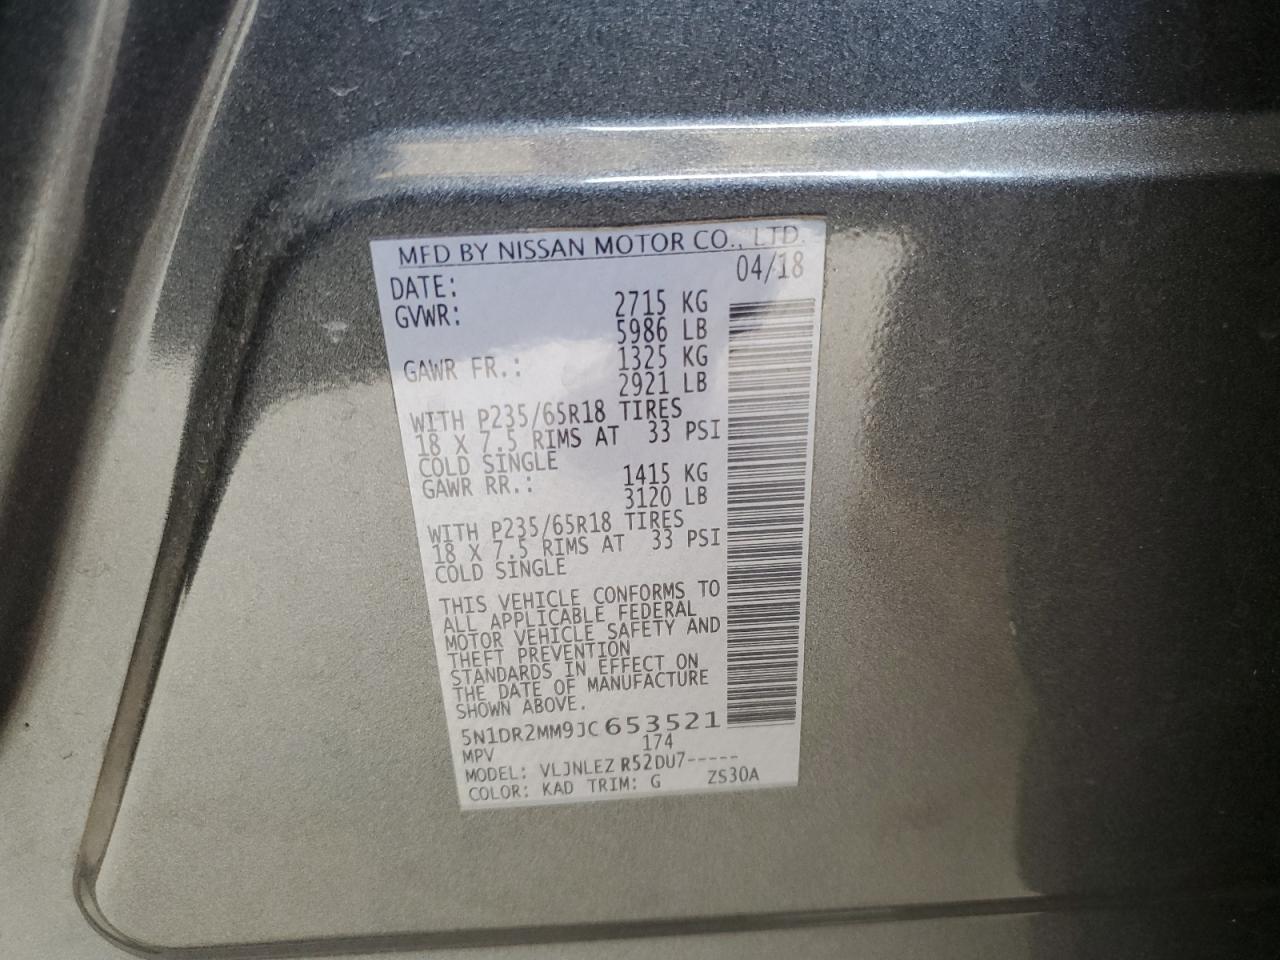 MFD BY NISSAN MOTOR CO., LTD.
DATE: 04/18
GVWR: 2715 KG
5986 LB
GAWR FR.: 1325 KG
2921 LB
WITH P235/65R18 TIRES
18 X 7.5 RIMS AT 33 PSI
COLD SINGLE
GAWR RR.: 1415 KG
3120 LB
WITH P235/65R18 TIRES
18 X 7.5 RIMS AT 33 PSI
COLD SINGLE
THIS VEHICLE CONFORMS TO
ALL APPLICABLE FEDERAL
MOTOR VEHICLE SAFETY AND
THEFT PREVENTION
STANDARDS IN EFFECT ON
THE DATE OF MANUFACTURE
SHOWN ABOVE.
5N1DR2MM9JC653521
MPV 174
MODEL: VLJNLEZ R52DU7-----
COLOR: KAD TRIM: G ZS30A